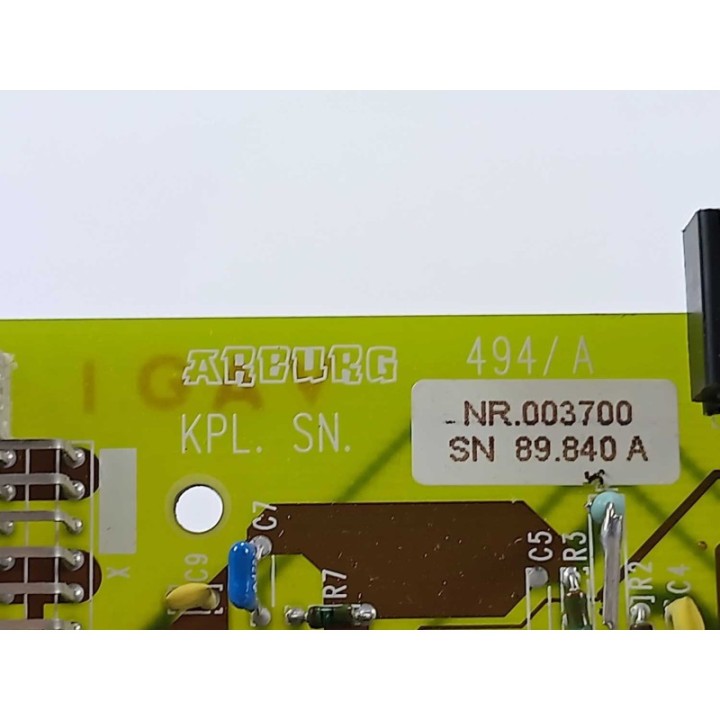 ARBURG 494/A
KPL. SN.
NR.003700
SN 89.840 A
C7
C9
R7
C5
R3
R2
C4
X